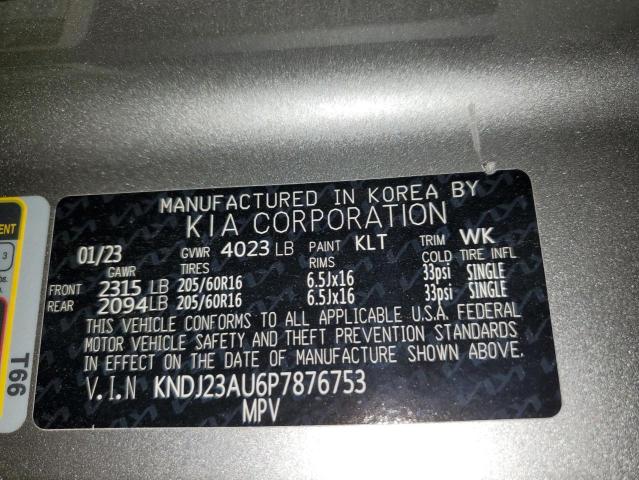 MANUFACTURED IN KOREA BY
KIA CORPORATION
01/23 GVWR 4023 LB PAINT KLT TRIM WK
GAWR TIRES RIMS COLD TIRE INFL
FRONT 2315 LB 205/60R16 6.5Jx16 33psi SINGLE
REAR 2094LB 205/60R16 6.5Jx16 33psi SINGLE
THIS VEHICLE CONFORMS TO ALL APPLICABLE U.S.A. FEDERAL
MOTOR VEHICLE SAFETY AND THEFT PREVENTION STANDARDS
IN EFFECT ON THE DATE OF MANUFACTURE SHOWN ABOVE.
V.I.N KNDJ23AU6P7876753
MPV
3
T66